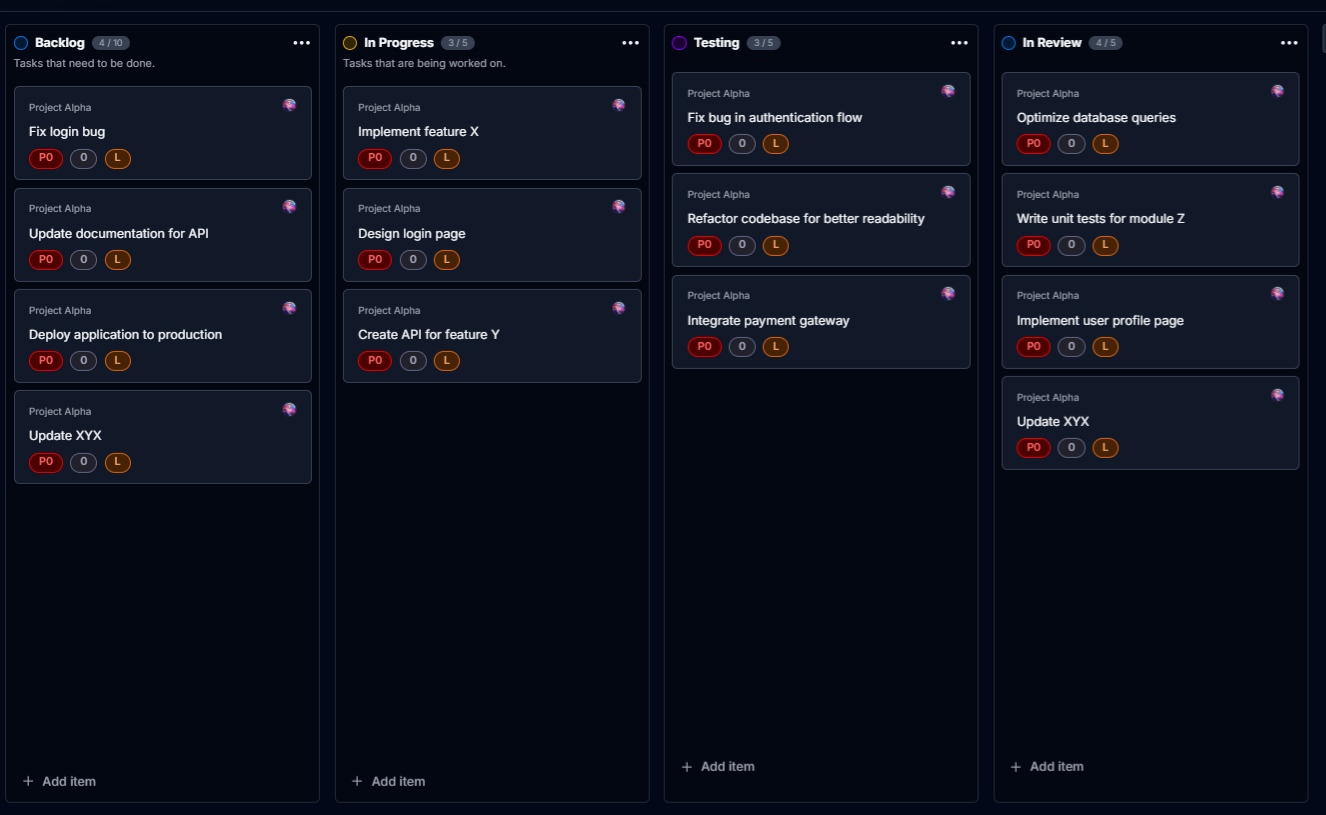 Backlog 4 / 10
Tasks that need to be done.
Project Alpha
Fix login bug
P0 0 L
Project Alpha
Update documentation for API
P0 0 L
Project Alpha
Deploy application to production
P0 0 L
Project Alpha
Update XYX
P0 0 L
+ Add item
In Progress 3 / 5
Tasks that are being worked on.
Project Alpha
Implement feature X
P0 0 L
Project Alpha
Design login page
P0 0 L
Project Alpha
Create API for feature Y
P0 0 L
+ Add item
Testing 3 / 5
Project Alpha
Fix bug in authentication flow
P0 0 L
Project Alpha
Refactor codebase for better readability
P0 0 L
Project Alpha
Integrate payment gateway
P0 0 L
+ Add item
In Review 4 / 5
Project Alpha
Optimize database queries
P0 0 L
Project Alpha
Write unit tests for module Z
P0 0 L
Project Alpha
Implement user profile page
P0 0 L
Project Alpha
Update XYX
P0 0 L
+ Add item